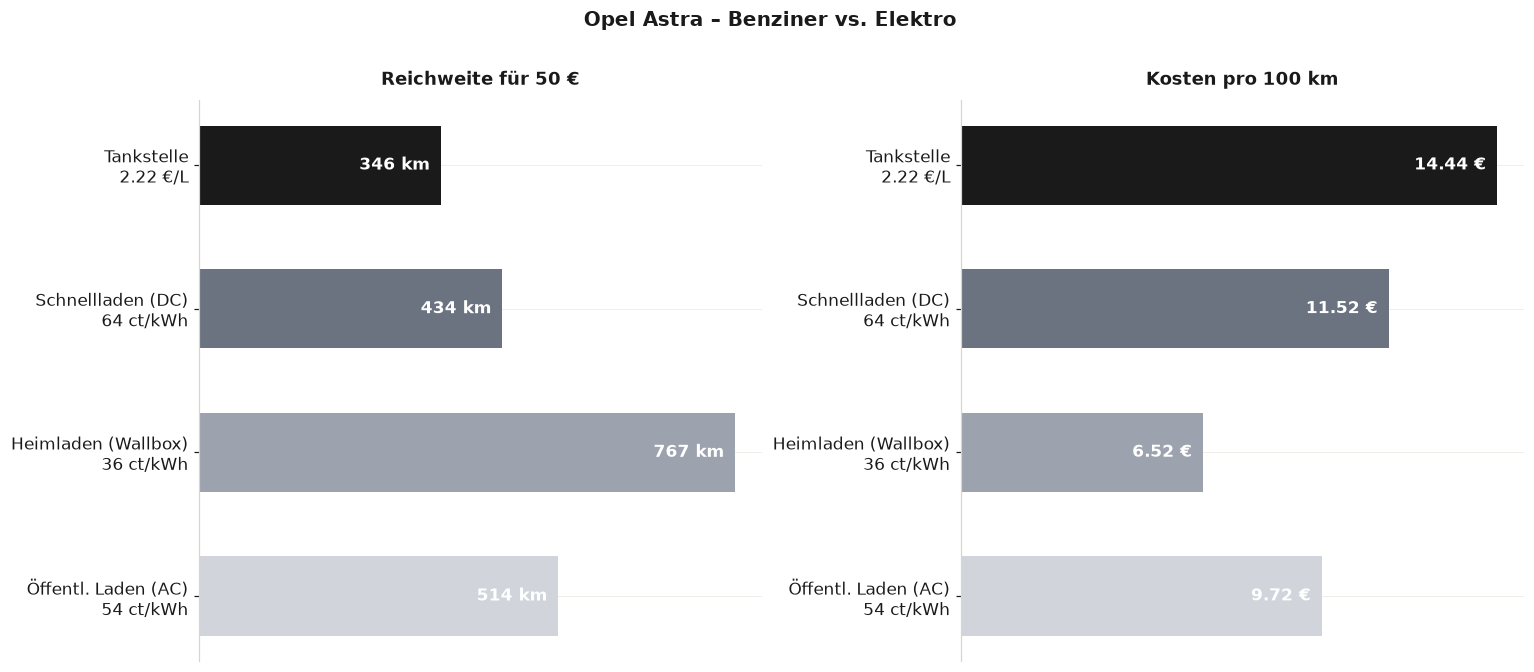 Opel Astra – Benziner vs. Elektro
Reichweite für 50 €
Tankstelle
2.22 €/L
346 km
Schnellladen (DC)
64 ct/kWh
434 km
Heimladen (Wallbox)
36 ct/kWh
767 km
Öffentl. Laden (AC)
54 ct/kWh
514 km
Kosten pro 100 km
Tankstelle
2.22 €/L
14.44 €
Schnellladen (DC)
64 ct/kWh
11.52 €
Heimladen (Wallbox)
36 ct/kWh
6.52 €
Öffentl. Laden (AC)
54 ct/kWh
9.72 €